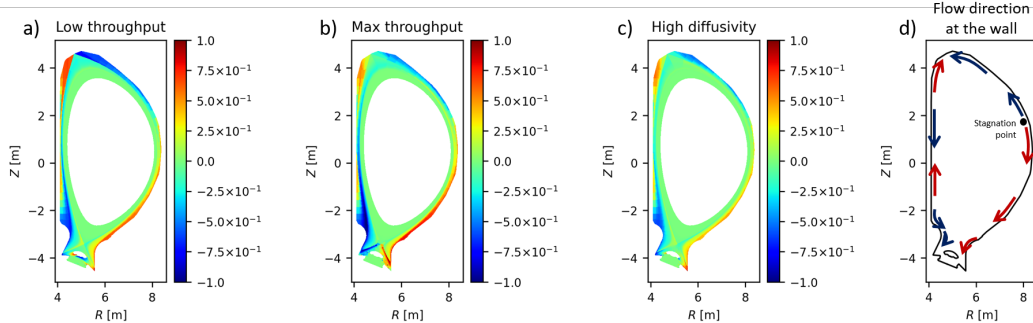 a) Low throughput
1.0
7.5×10⁻¹
5.0×10⁻¹
2.5×10⁻¹
0.0
−2.5×10⁻¹
−5.0×10⁻¹
−7.5×10⁻¹
−1.0
4
2
0
−2
−4
Z [m]
4 6 8
R [m]
b) Max throughput
1.0
7.5×10⁻¹
5.0×10⁻¹
2.5×10⁻¹
0.0
−2.5×10⁻¹
−5.0×10⁻¹
−7.5×10⁻¹
−1.0
4
2
0
−2
−4
Z [m]
4 6 8
R [m]
c) High diffusivity
1.0
7.5×10⁻¹
5.0×10⁻¹
2.5×10⁻¹
0.0
−2.5×10⁻¹
−5.0×10⁻¹
−7.5×10⁻¹
−1.0
4
2
0
−2
−4
Z [m]
4 6 8
R [m]
d) Flow direction
at the wall
Stagnation
point
4
2
0
−2
−4
Z [m]
4 6 8
R [m]